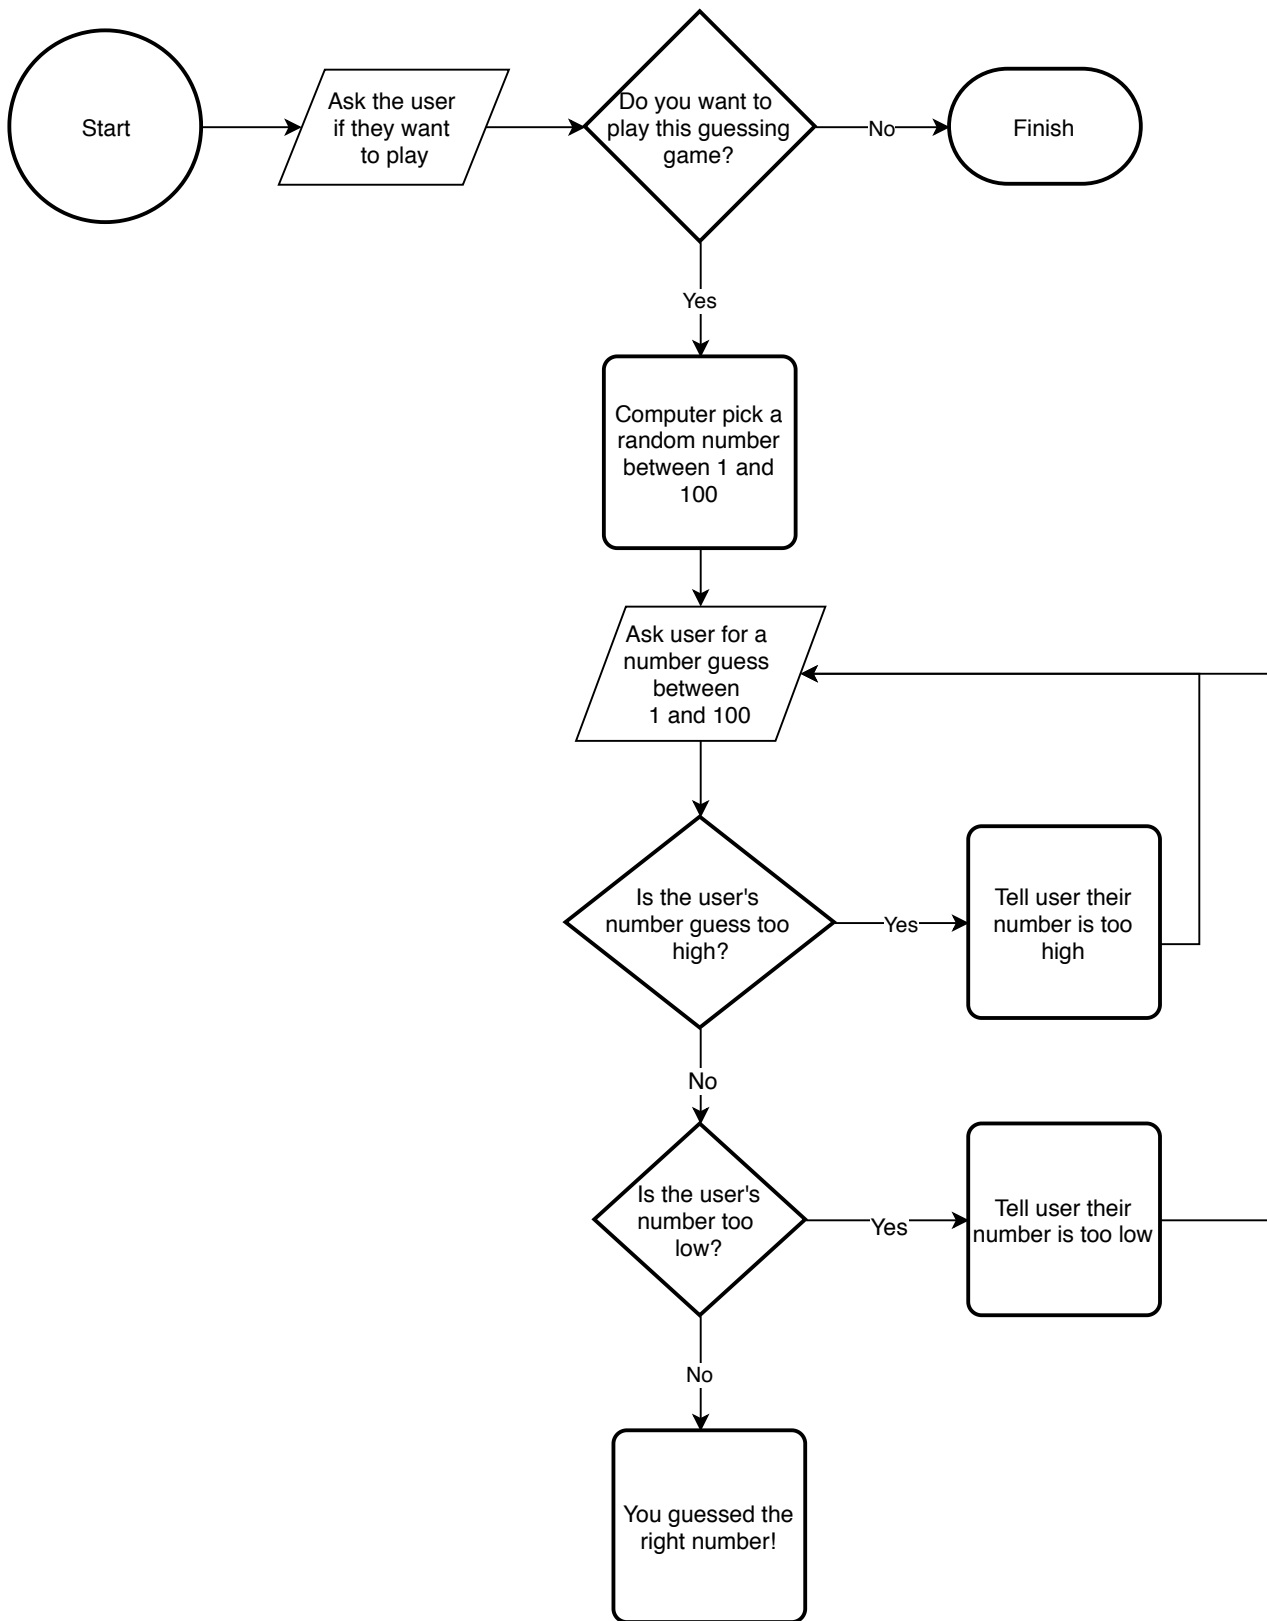 Start
Ask the user
if they want
to play
Do you want to
play this guessing
game?
No
Finish
Yes
Computer pick a
random number
between 1 and
100
Ask user for a
number guess
between
1 and 100
Is the user's
number guess too
high?
Yes
Tell user their
number is too
high
No
Is the user's
number too
low?
Yes
Tell user their
number is too low
No
You guessed the
right number!